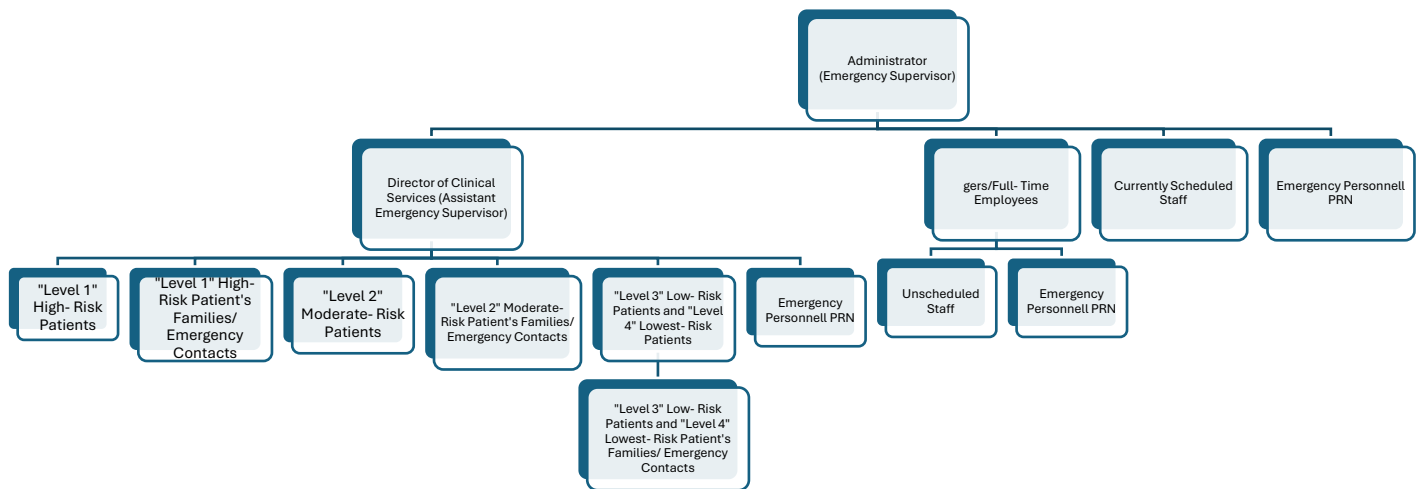 Administrator
(Emergency Supervisor)
Director of Clinical
Services (Assistant
Emergency Supervisor)
gers/Full- Time
Employees
Currently Scheduled
Staff
Emergency Personnell
PRN
"Level 1"
High- Risk
Patients
"Level 1" High-
Risk Patient's
Families/
Emergency
Contacts
"Level 2"
Moderate- Risk
Patients
"Level 2" Moderate-
Risk Patient's Families/
Emergency Contacts
"Level 3" Low- Risk
Patients and "Level
4" Lowest- Risk
Patients
Emergency
Personnell PRN
Unscheduled
Staff
Emergency
Personnell PRN
"Level 3" Low- Risk
Patients and "Level 4"
Lowest- Risk Patient's
Families/ Emergency
Contacts